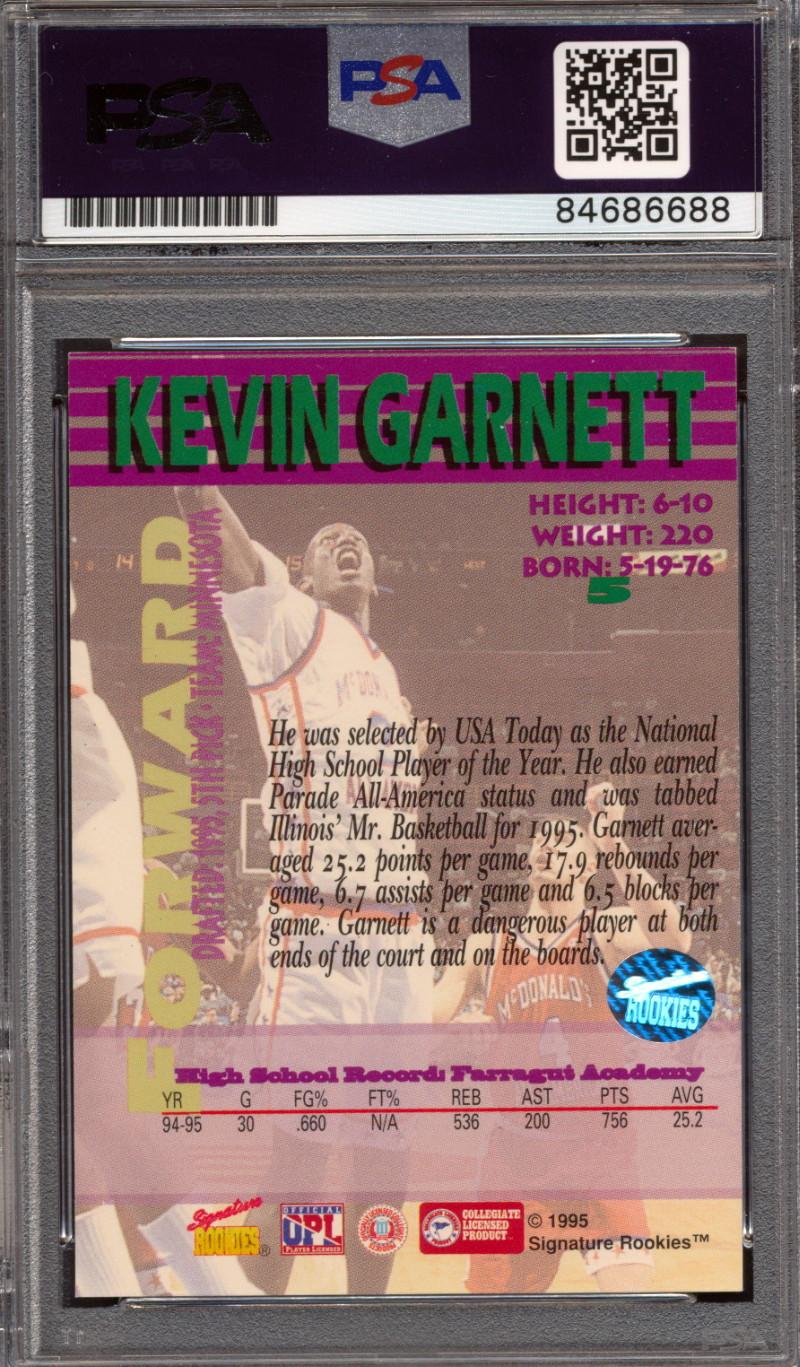 PSA
PSA
84686688
KEVIN GARNETT
HEIGHT: 6-10
WEIGHT: 220
BORN: 5-19-76
5
FORWARD
DRAFTED: 1995, 5TH PICK • TEAM: MINNESOTA
14
15
McDON
He was selected by USA Today as the National
High School Player of the Year. He also earned
Parade All-America status and was tabbed
Illinois' Mr. Basketball for 1995. Garnett aver-
aged 25.2 points per game, 17.9 rebounds per
game, 6.7 assists per game and 6.5 blocks per
game. Garnett is a dangerous player at both
ends of the court and on the boards.
ROOKIES
McDONALD'S
High School Record: Farragut Academy
YR G FG% FT% REB AST PTS AVG
94-95 30 .660 N/A 536 200 756 25.2
Signature
ROOKIES®
OFFICIAL
UPL
PLAYER LICENSED
COLLEGIATE
LICENSED
PRODUCT
© 1995
Signature Rookies™